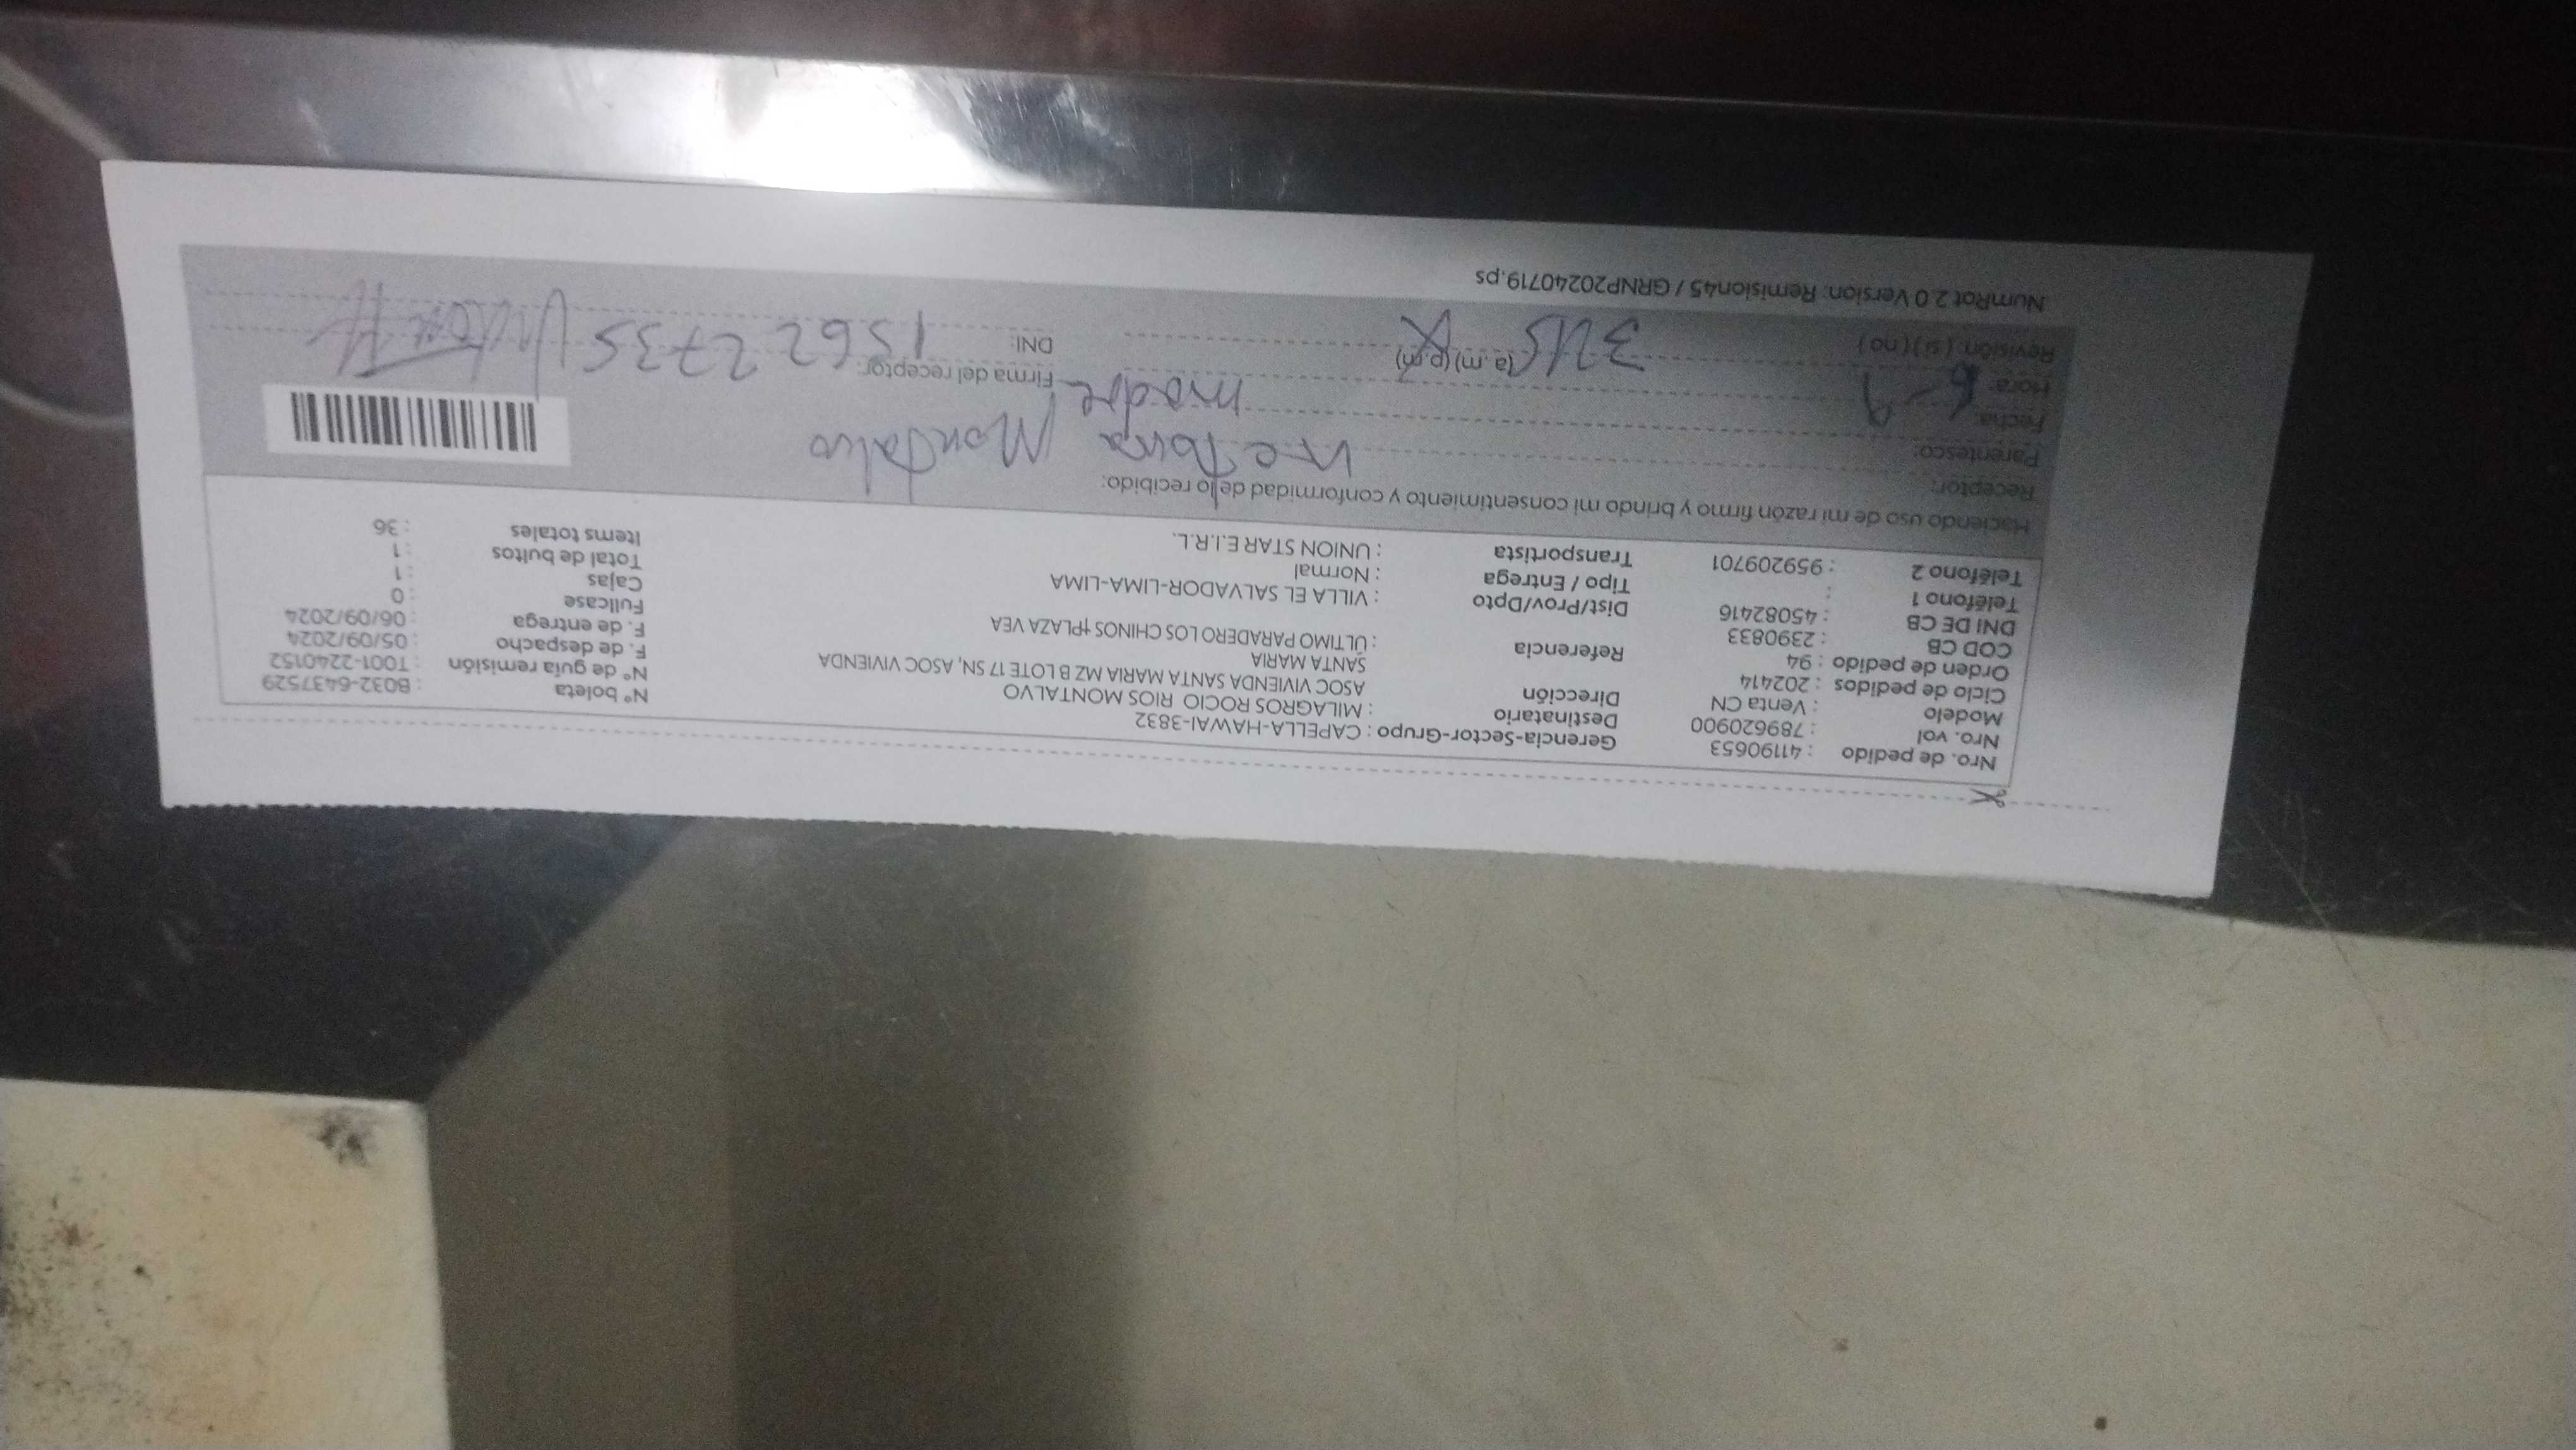 Nro. de pedido : 41190653 Gerencia-Sector-Grupo : CAPELLA-HAWAI-3832 N° boleta : B032-6437529
Nro. vol : 789620900 Destinatario : MILAGROS ROCIO RIOS MONTALVO N° de guía remisión : T001-2240152
Modelo : Venta CN Dirección ASOC VIVIENDA SANTA MARIA MZ B LOTE 17 SN, ASOC VIVIENDA F. de despacho : 05/09/2024
Ciclo de pedidos : 202414 SANTA MARIA F. de entrega : 06/09/2024
Orden de pedido : 94 Referencia : ÚLTIMO PARADERO LOS CHINOS †PLAZA VEA Fullcase : 0
COD CB : 2390833 Dist/Prov/Dpto : VILLA EL SALVADOR-LIMA-LIMA Cajas : 1
DNI DE CB : 45082416 Tipo / Entrega : Normal Total de bultos : 1
Teléfono 1 : Transportista : UNION STAR E.I.R.L. Items totales : 36
Teléfono 2 : 959209701
Haciendo uso de mi razón firmo y brindo mi consentimiento y conformidad de lo recibido:
Receptor: Montalvo
Parentesco: madre
Fecha: 6-9 Firma del receptor:
Hora: (a.m) (p.m) DNI: 15622735
Revisión: ( si ) ( no )
NumRot 2.0 Version: Remision45 / GRNP20240719.ps